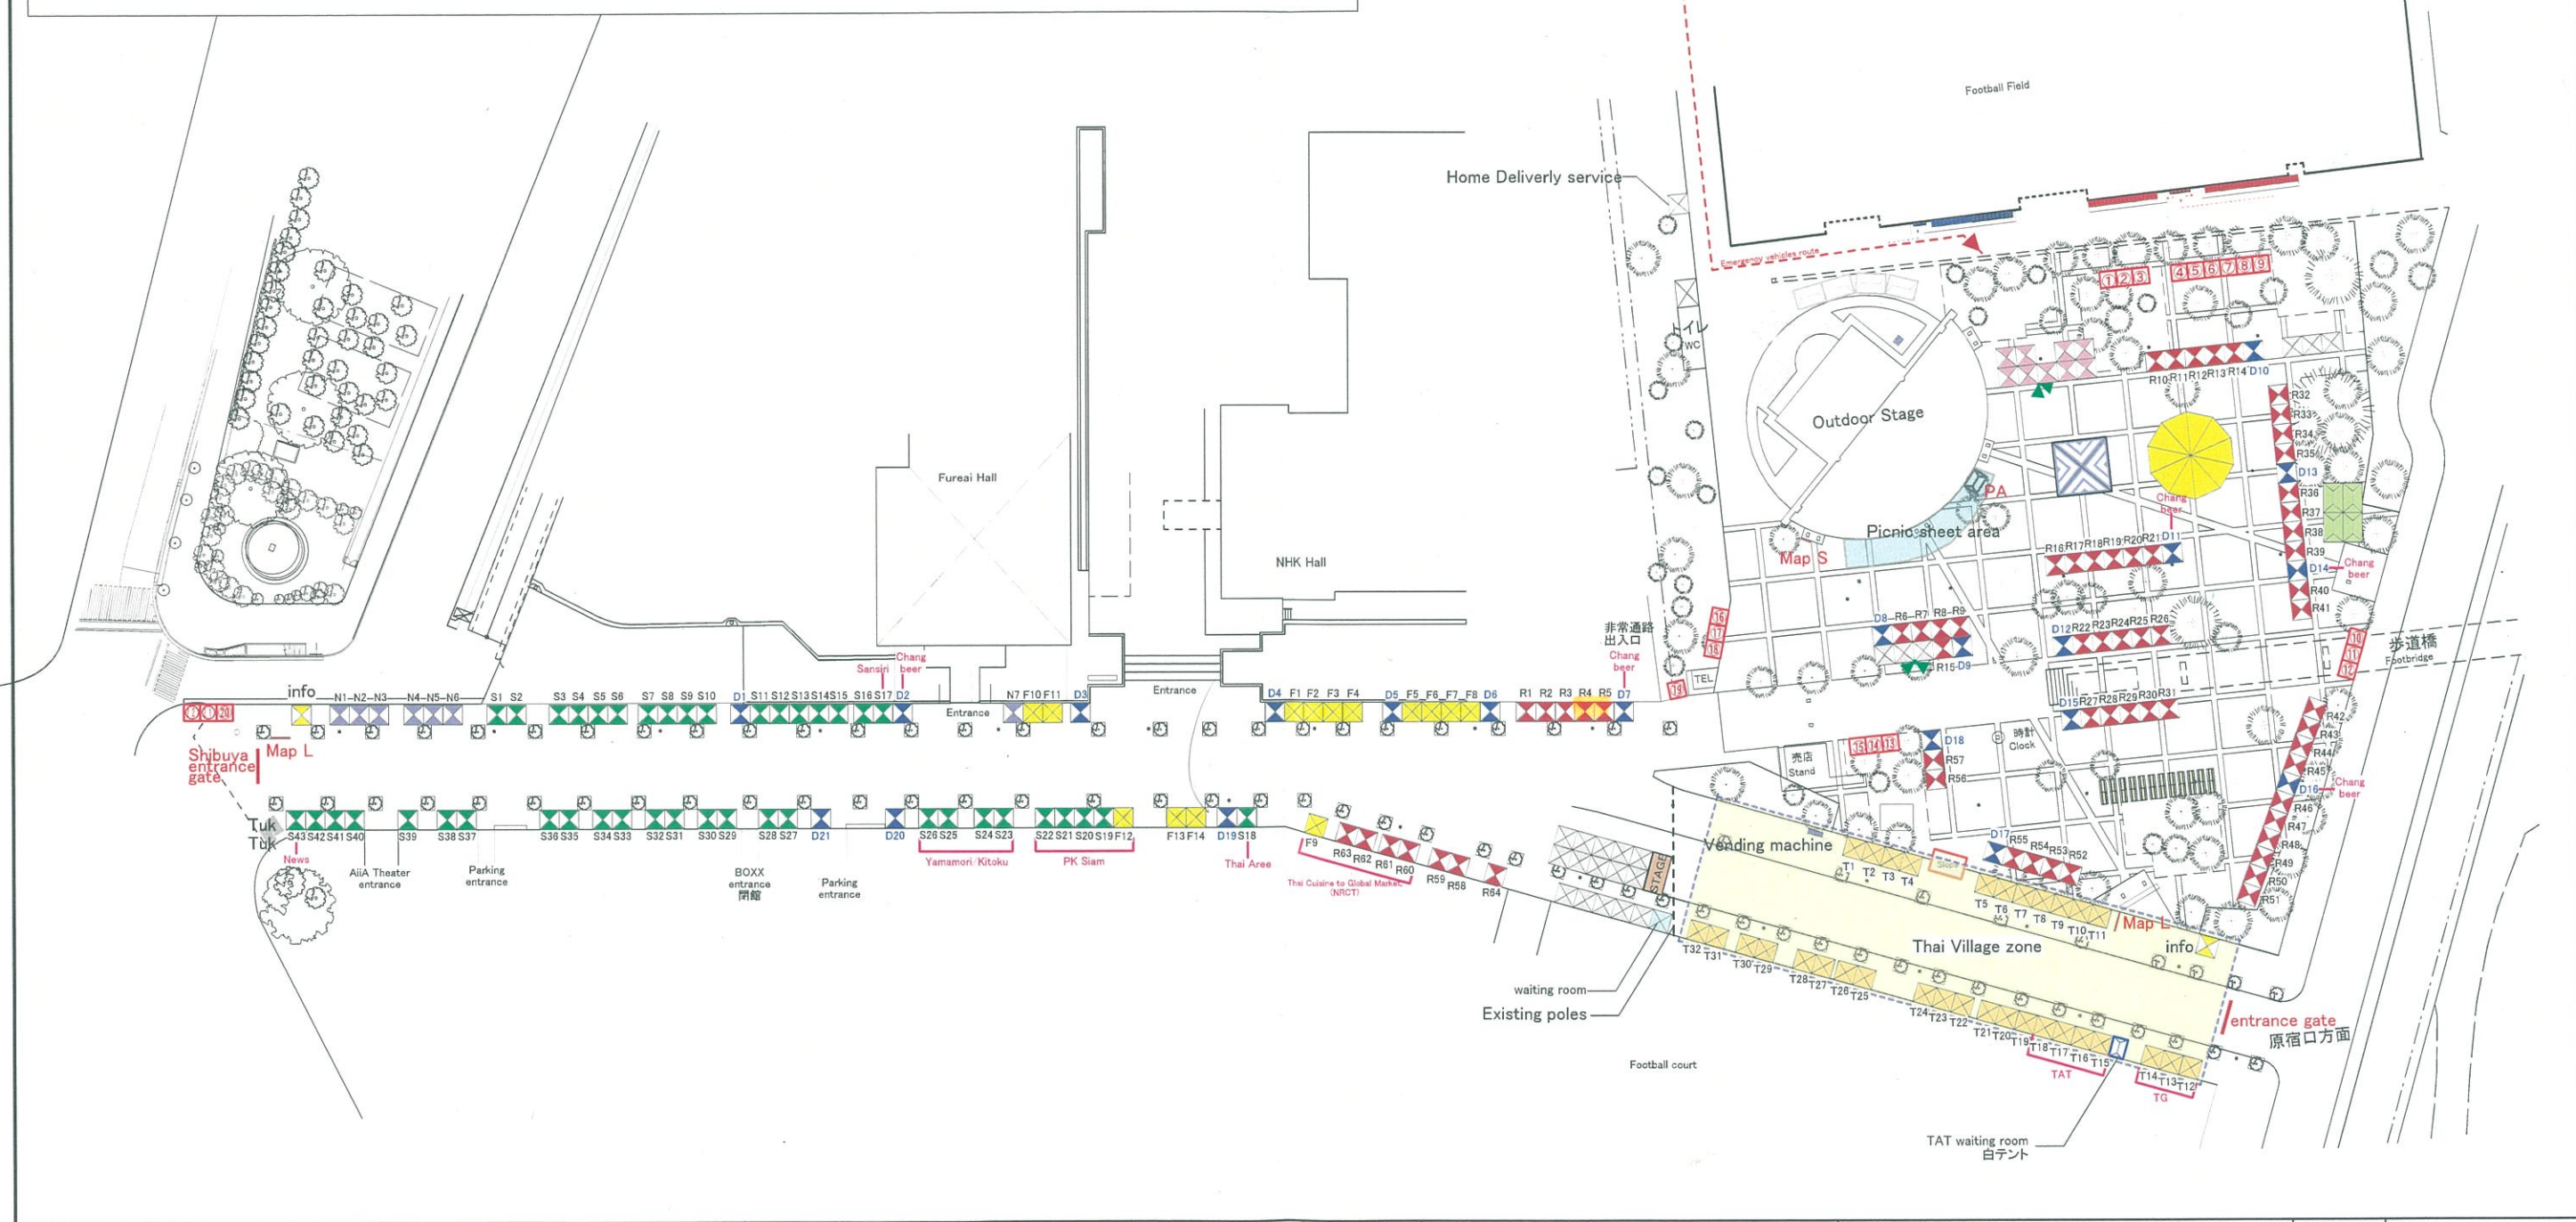 Football Field
Home Deliverly service
Emergency vehicles route
① ② ③
④ ⑤ ⑥ ⑦ ⑧ ⑨
トイレ
WC
Outdoor Stage
R10 R11 R12 R13 R14 D10
R32
R33
R34
R35
D13
R36
R37
R38
R39
D14
R40
R41
Chang
beer
PA
Picnic sheet area
Map S
Chang
beer
R16 R17 R18 R19 R20 R21 D11
Fureai Hall
NHK Hall
D8 R6 R7 R8 R9
R15 D9
D12 R22 R23 R24 R25 R26
D15 R27 R28 R29 R30 R31
⑯
⑰
⑱
⑲
TEL
⑩
⑪
⑫
歩道橋
Footbridge
非常通路
出入口
Chang
beer
Sansiri
Chang
beer
info
N1 N2 N3
N4 N5 N6
S1 S2
S3 S4 S5 S6
S7 S8 S9 S10
D1 S11 S12 S13 S14 S15
S16 S17 D2
Entrance
N7 F10 F11
D3
Entrance
D4 F1 F2 F3 F4
D5 F5 F6 F7 F8 D6
R1 R2 R3 R4 R5 D7
Shibuya
entrance
gate
Map L
⑮ ⑭ ⑬
D18
R57
R56
時計
Clock
売店
Stand
R42
R43
R44
R45
D16
R46
R47
R48
R49
R50
R51
Chang
beer
Tuk
Tuk
S43 S42 S41 S40
S39
S38 S37
S36 S35
S34 S33
S32 S31
S30 S29
S28 S27
D21
D20
S26 S25
S24 S23
S22 S21 S20 S19 F12
F13 F14
D19 S18
News
AiiA Theater
entrance
Parking
entrance
BOXX
entrance
閉館
Parking
entrance
Yamamori/Kitoku
PK Siam
Thai Aree
F9
R63
R62
R61
R60
R59
R58
R64
Thai Cuisine to Global Market
(NRCT)
STAGE
Vending machine
T1
T2
T3
T4
D17
R55
R54
R53
R52
T5
T6
T7
T8
T9
T10
T11
Map L
info
Thai Village zone
T32
T31
T30
T29
T28
T27
T26
T25
T24
T23
T22
T21
T20
T19
T18
T17
T16
T15
T14
T13
T12
TAT
TG
waiting room
Existing poles
entrance gate
原宿口方面
Football court
TAT waiting room
白テント